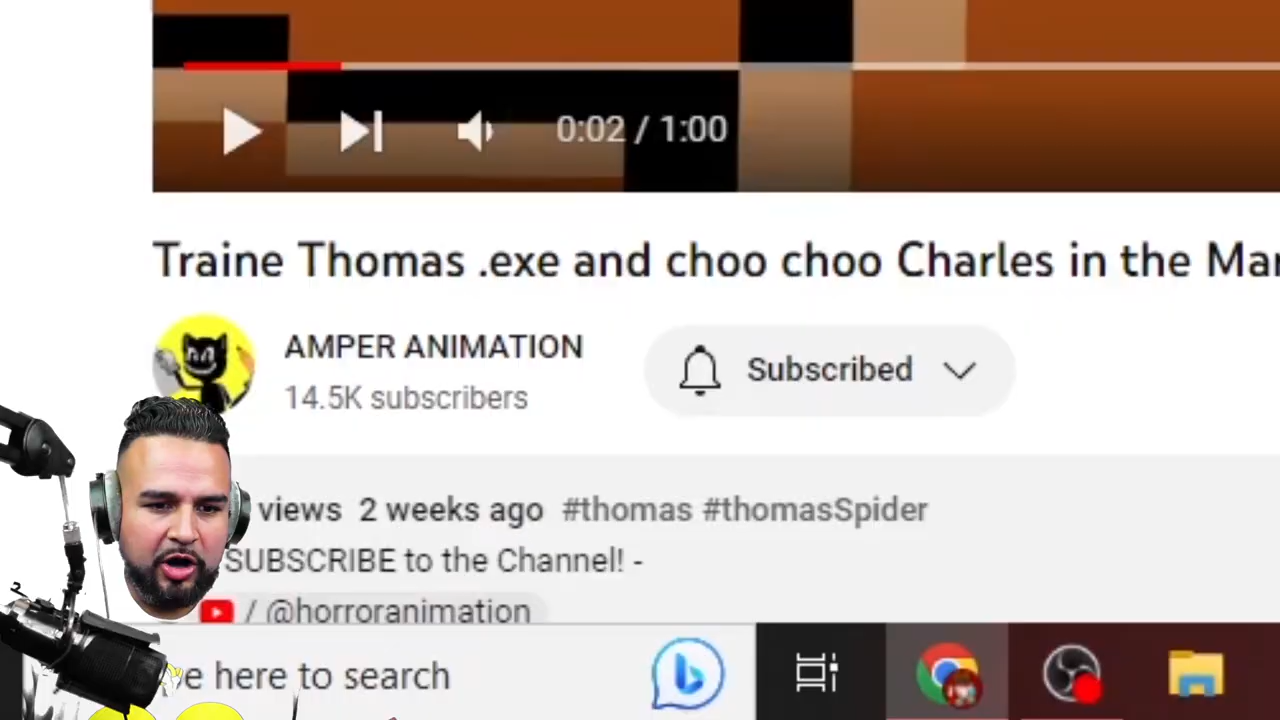 0:02 / 1:00
Traine Thomas .exe and choo choo Charles in the
AMPER ANIMATION
Subscribed
14.5K subscribers
views 2 weeks ago #thomas #thomasSpider
SUBSCRIBE to the Channel! -
/ @horroranimation
here to search